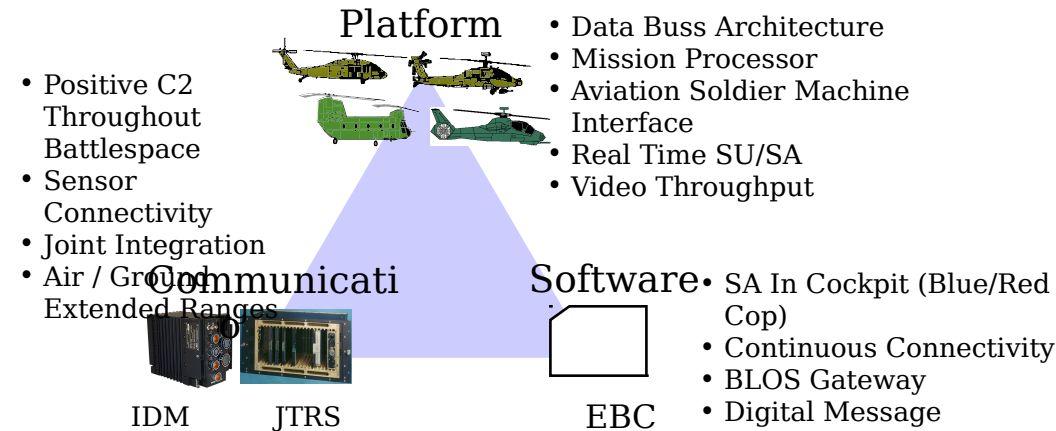 Platform
• Data Buss Architecture
• Mission Processor
• Aviation Soldier Machine
Interface
• Real Time SU/SA
• Video Throughput
• Positive C2
Throughout
Battlespace
• Sensor
Connectivity
• Joint Integration
• Air / Ground
Extended Ranges
Communicati
Software
• SA In Cockpit (Blue/Red
Cop)
• Continuous Connectivity
• BLOS Gateway
• Digital Message
IDM
JTRS
EBC